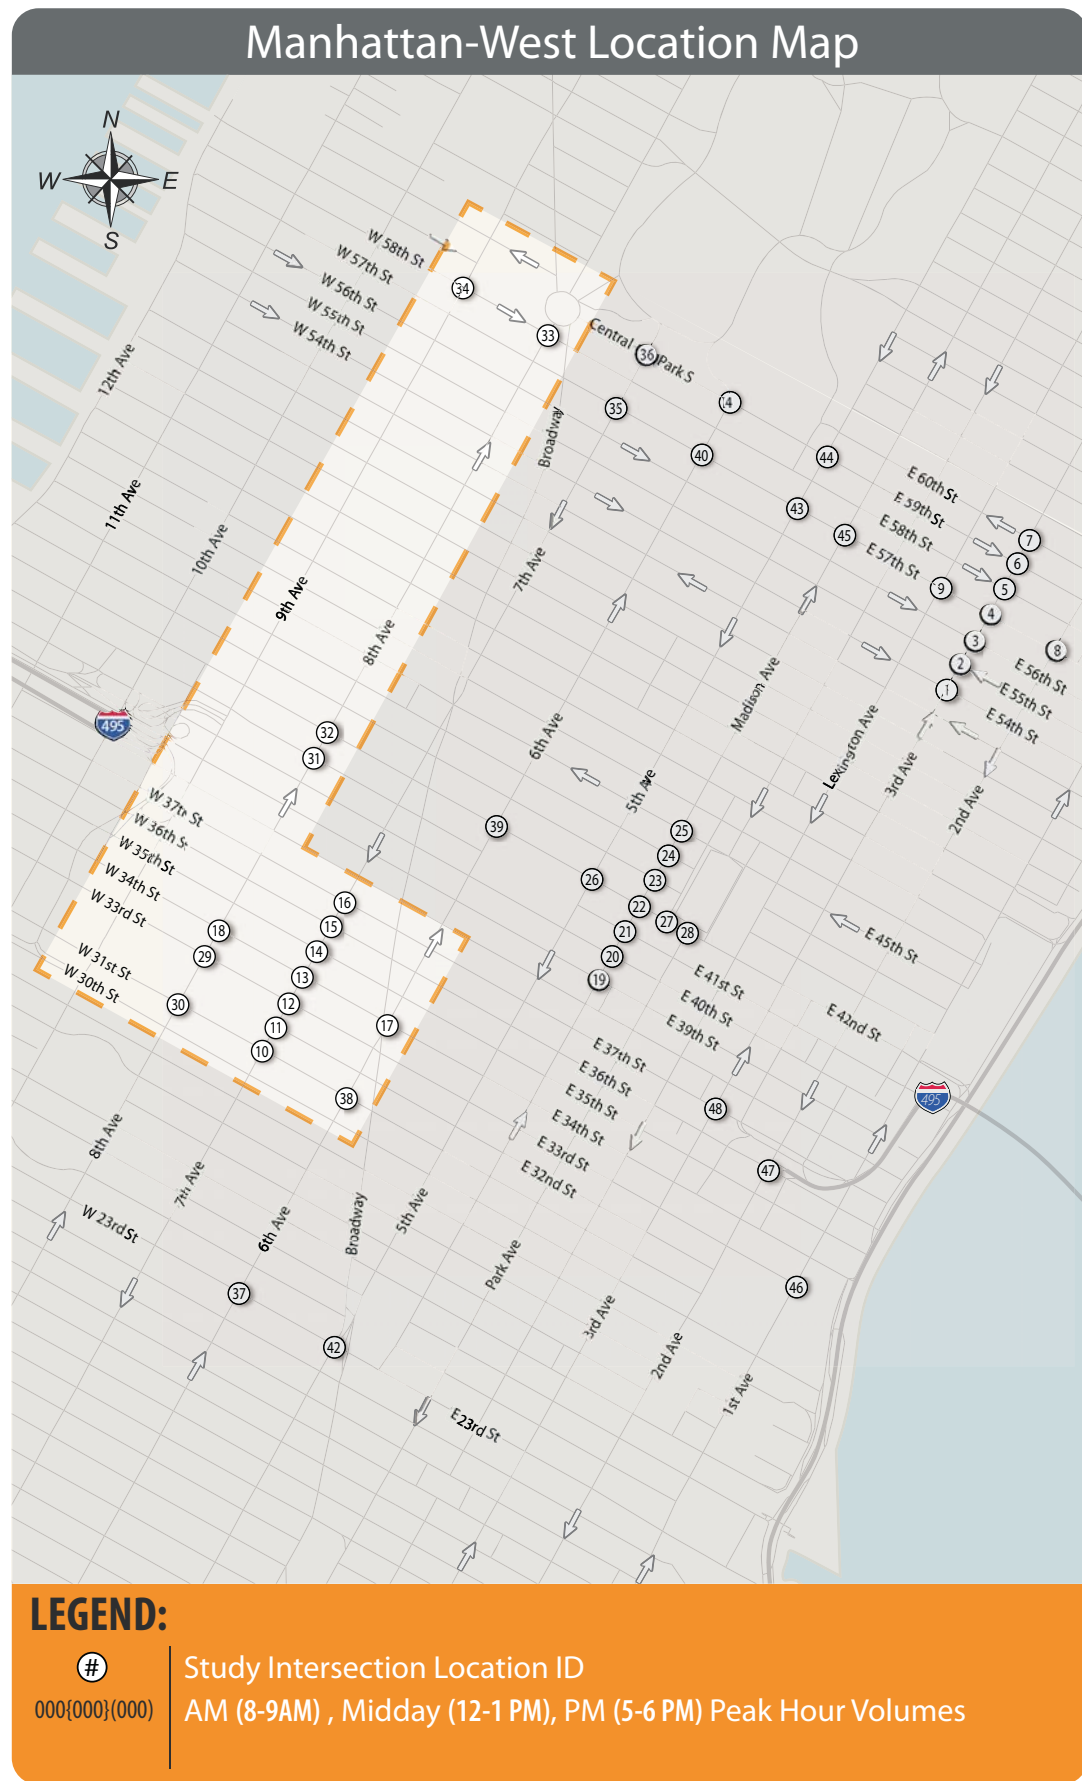 Manhattan-West Location Map
N
W E
S
W 58th St
W 57th St
W 56th St
W 55th St
W 54th St
34
33
Central Park S
36
12th Ave
35
Broadway
40
44
E 60th St
E 59th St
E 58th St
E 57th St
11th Ave
10th Ave
43
45
7
6
5
9
4
3
2
1
8
7th Ave
9th Ave
8th Ave
E 56th St
E 55th St
E 54th St
Madison Ave
6th Ave
Lexington Ave
3rd Ave
2nd Ave
5th Ave
495
32
31
W 37th St
W 36th St
W 35th St
W 34th St
W 33rd St
W 31st St
W 30th St
39
25
24
23
26
22
27
28
21
20
19
16
15
14
13
12
11
10
18
29
30
17
38
E 45th St
E 41st St
E 40th St
E 39th St
E 42nd St
E 37th St
E 36th St
E 35th St
E 34th St
E 33rd St
E 32nd St
48
495
47
8th Ave
7th Ave
W 23rd St
6th Ave
Broadway
5th Ave
Park Ave
3rd Ave
2nd Ave
1st Ave
46
37
42
E 23rd St
LEGEND:
# Study Intersection Location ID
000{000}(000) AM (8-9AM) , Midday (12-1 PM), PM (5-6 PM) Peak Hour Volumes